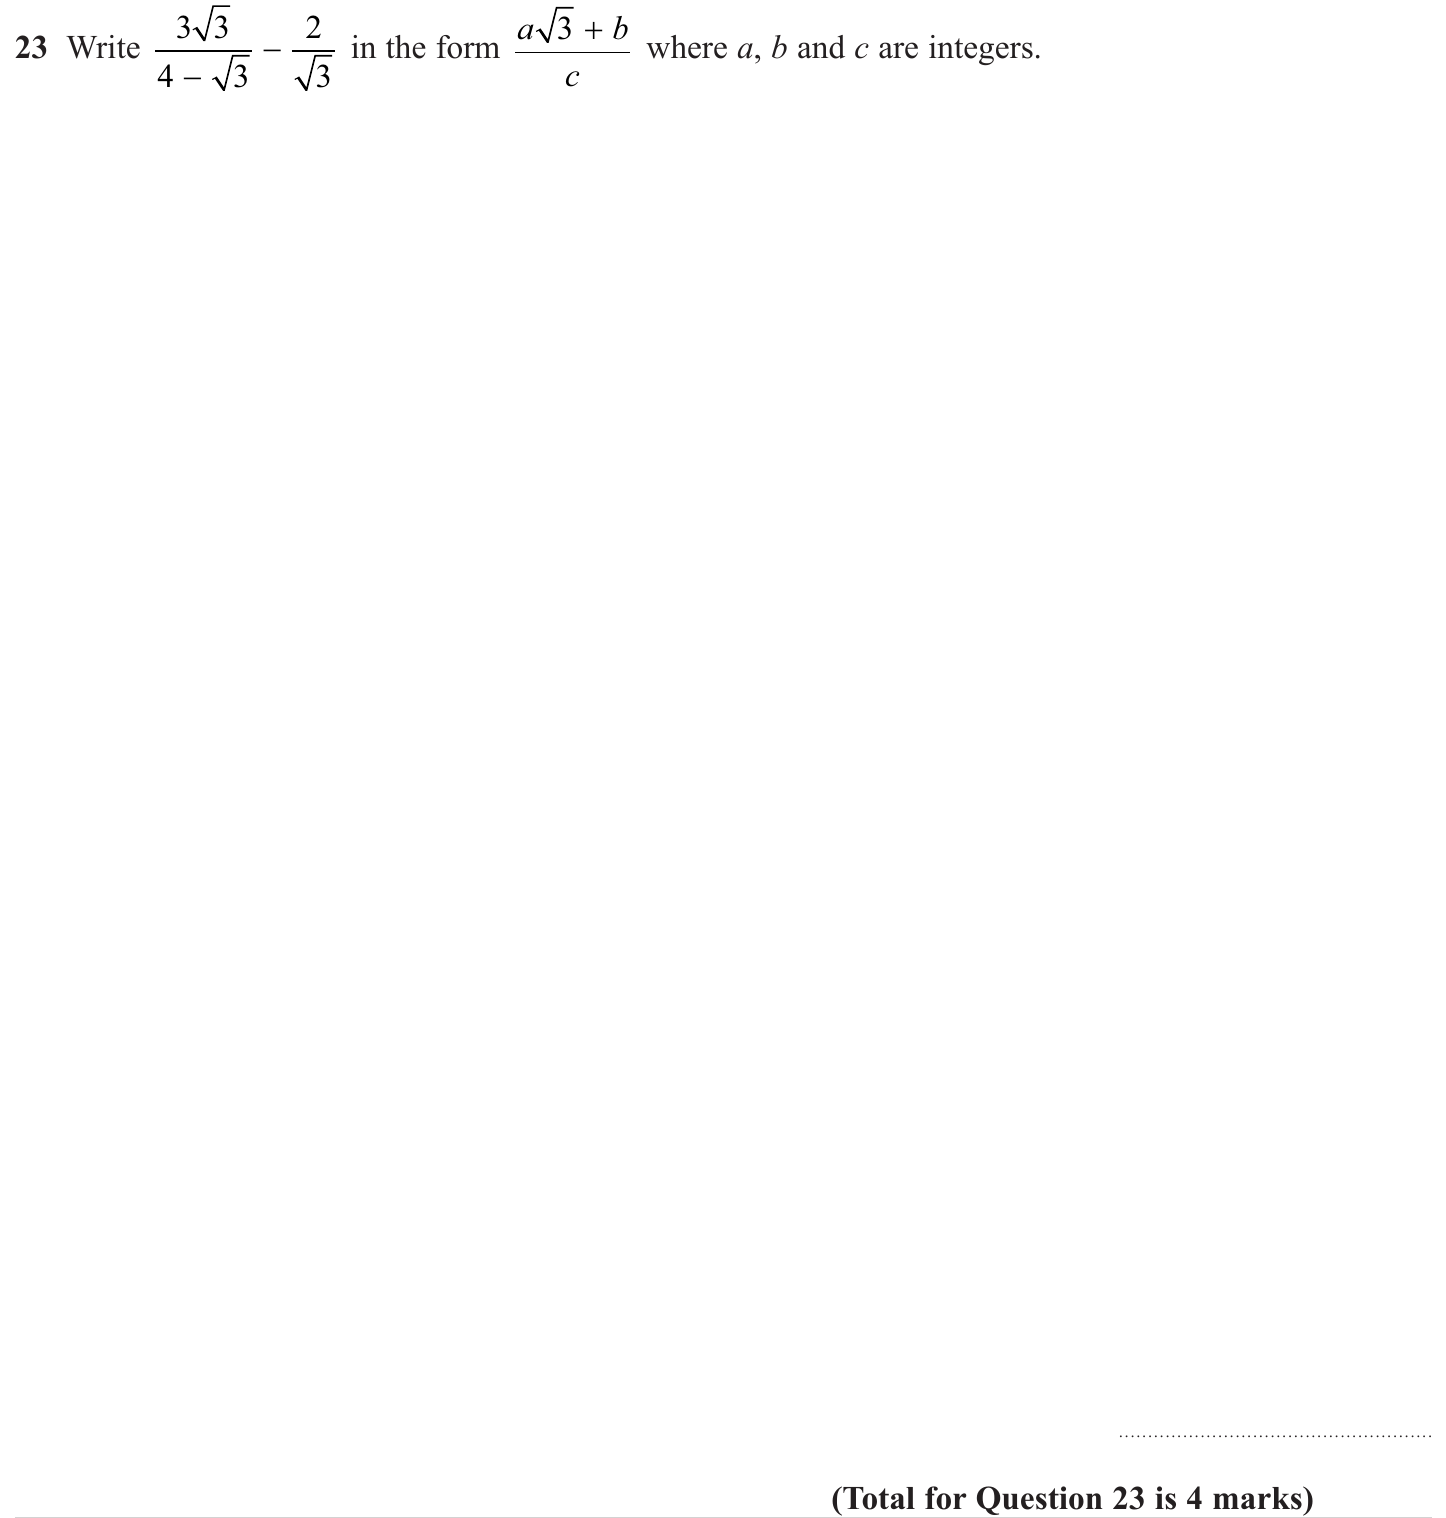 23 Write \frac{3\sqrt{3}}{4 - \sqrt{3}} - \frac{2}{\sqrt{3}} in the form \frac{a\sqrt{3} + b}{c} where a, b and c are integers.
(Total for Question 23 is 4 marks)